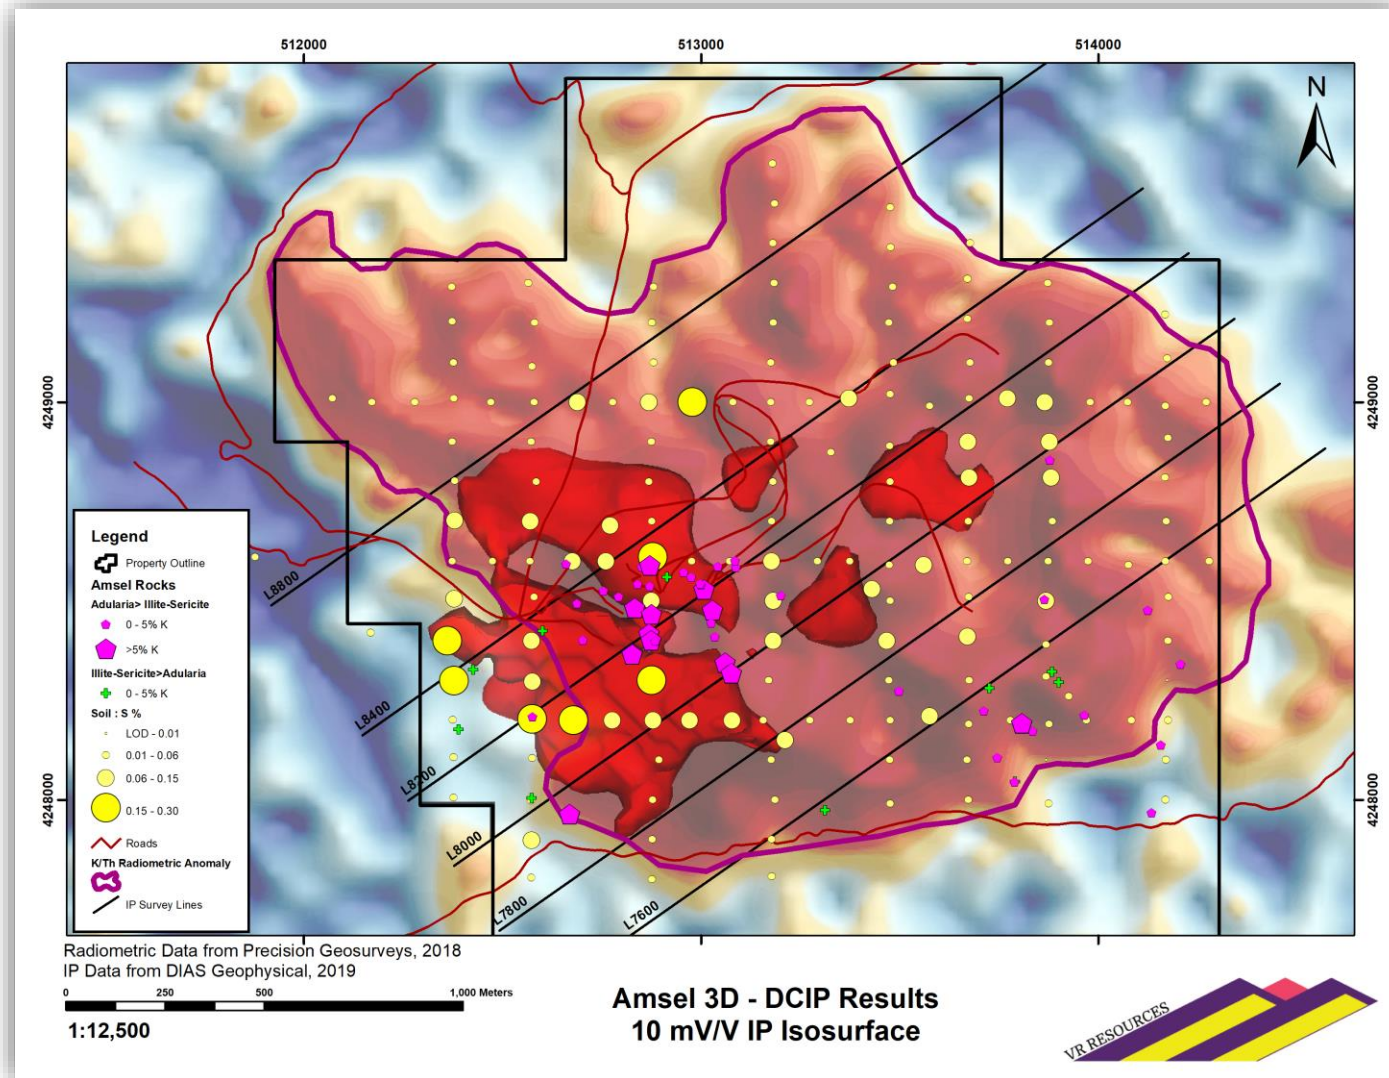 512000
513000
514000
N
4249000
4249000
4248000
4248000
L8800
L8400
L8200
L8000
L7800
L7600
Legend
Property Outline
Amsel Rocks
Adularia> Illite-Sericite
0 - 5% K
>5% K
Illite-Sericite>Adularia
0 - 5% K
Soil : S %
LOD - 0.01
0.01 - 0.06
0.06 - 0.15
0.15 - 0.30
Roads
K/Th Radiometric Anomaly
IP Survey Lines
Radiometric Data from Precision Geosurveys, 2018
IP Data from DIAS Geophysical, 2019
0 250 500 1,000 Meters
1:12,500
Amsel 3D - DCIP Results
10 mV/V IP Isosurface
VR RESOURCES